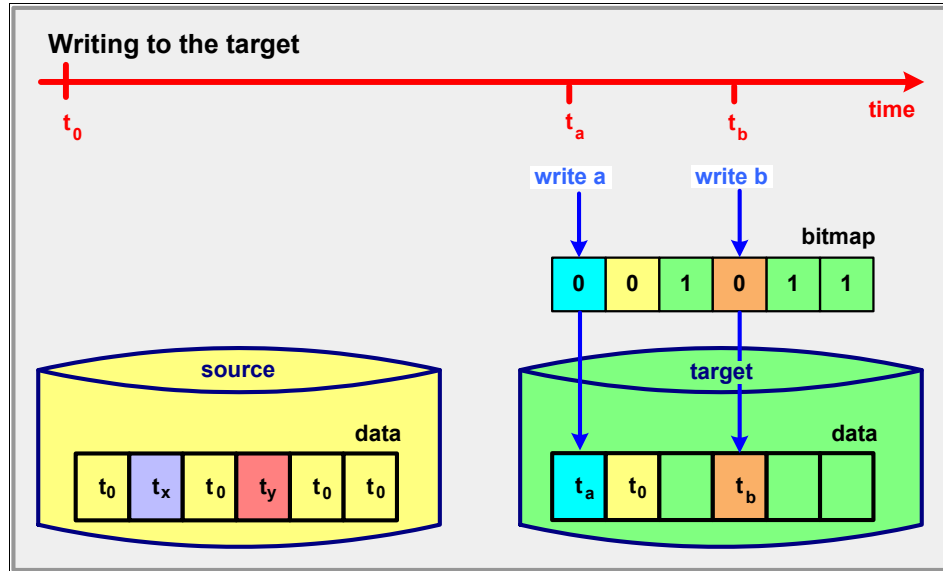 Writing to the target
t0 ta tb time
write a write b
bitmap
0 0 1 0 1 1
source target
data data
t0 tx t0 ty t0 t0 ta t0 tb